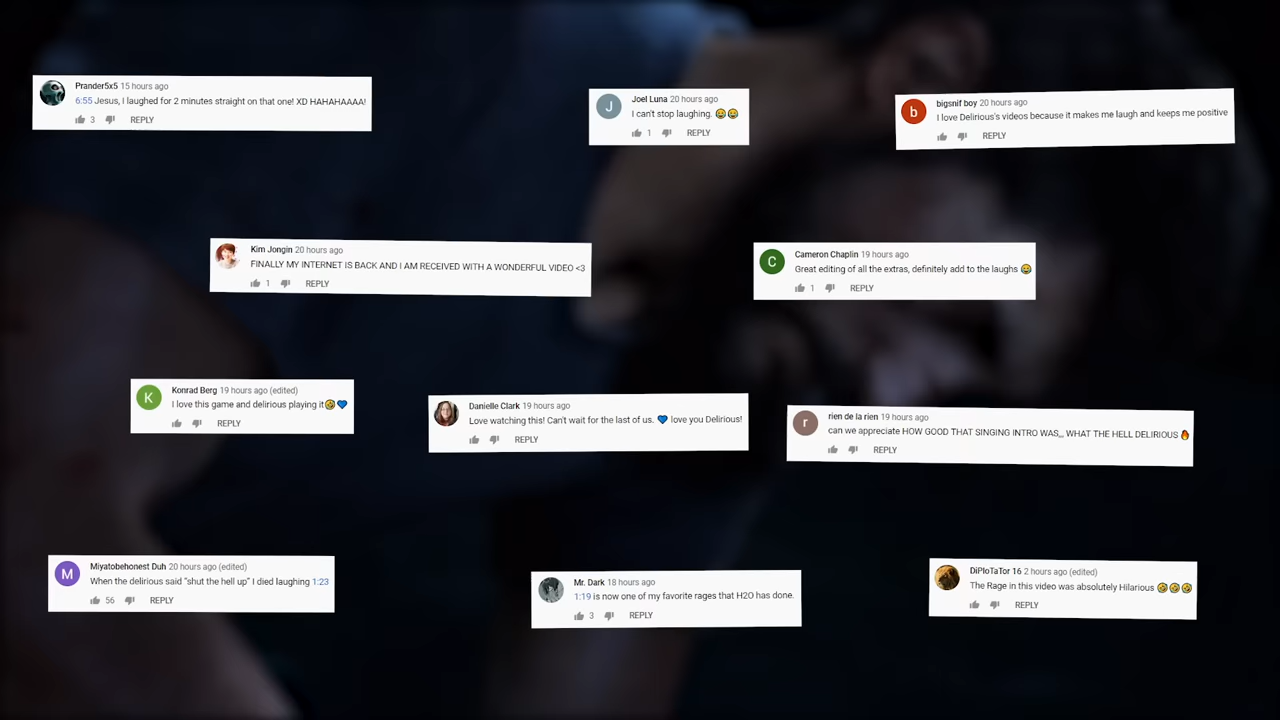 Prander5x5 15 hours ago
6:55 Jesus, I laughed for 2 minutes straight on that one! XD HAHAHAAAA!
3 REPLY
Joel Luna 20 hours ago
J
I can't stop laughing. 😂😂
1 REPLY
bigsnif boy 20 hours ago
b
I love Delirious's videos because it makes me laugh and keeps me positive
REPLY
Kim Jongin 20 hours ago
FINALLY MY INTERNET IS BACK AND I AM RECEIVED WITH A WONDERFUL VIDEO <3
1 REPLY
Cameron Chaplin 19 hours ago
C
Great editing of all the extras, definitely add to the laughs 😂
1 REPLY
Konrad Berg 19 hours ago (edited)
K
I love this game and delirious playing it🤣💙
REPLY
Danielle Clark 19 hours ago
Love watching this! Can't wait for the last of us. 💙 love you Delirious!
REPLY
rien de la rien 19 hours ago
r
can we appreciate HOW GOOD THAT SINGING INTRO WAS,,, WHAT THE HELL DELIRIOUS 🔥
REPLY
Miyatobehonest Duh 20 hours ago (edited)
M
When the delirious said "shut the hell up" I died laughing 1:23
56 REPLY
Mr. Dark 18 hours ago
1:19 is now one of my favorite rages that H2O has done.
3 REPLY
DiPloTaTor 16 2 hours ago (edited)
The Rage in this video was absolutely Hilarious 🤣🤣🤣
REPLY